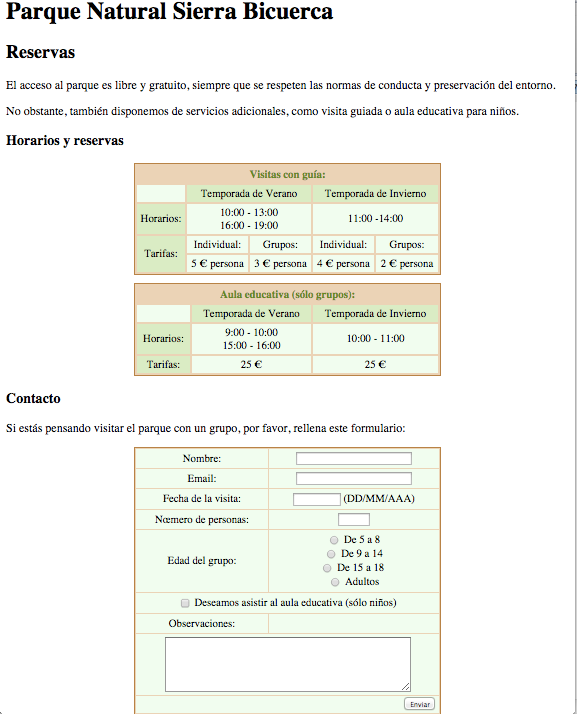 Parque Natural Sierra Bicuerca
Reservas
El acceso al parque es libre y gratuito, siempre que se respeten las normas de conducta y preservación del entorno.
No obstante, también disponemos de servicios adicionales, como visita guiada o aula educativa para niños.
Horarios y reservas
Visitas con guía:
Temporada de Verano Temporada de Invierno
Horarios: 10:00 - 13:00 11:00 -14:00
16:00 - 19:00
Tarifas: Individual: Grupos: Individual: Grupos:
5 € persona 3 € persona 4 € persona 2 € persona
Aula educativa (sólo grupos):
Temporada de Verano Temporada de Invierno
Horarios: 9:00 - 10:00 10:00 - 11:00
15:00 - 16:00
Tarifas: 25 € 25 €
Contacto
Si estás pensando visitar el parque con un grupo, por favor, rellena este formulario:
Nombre:
Email:
Fecha de la visita: (DD/MM/AAA)
Nœmero de personas:
Edad del grupo: De 5 a 8
De 9 a 14
De 15 a 18
Adultos
Deseamos asistir al aula educativa (sólo niños)
Observaciones:
Enviar